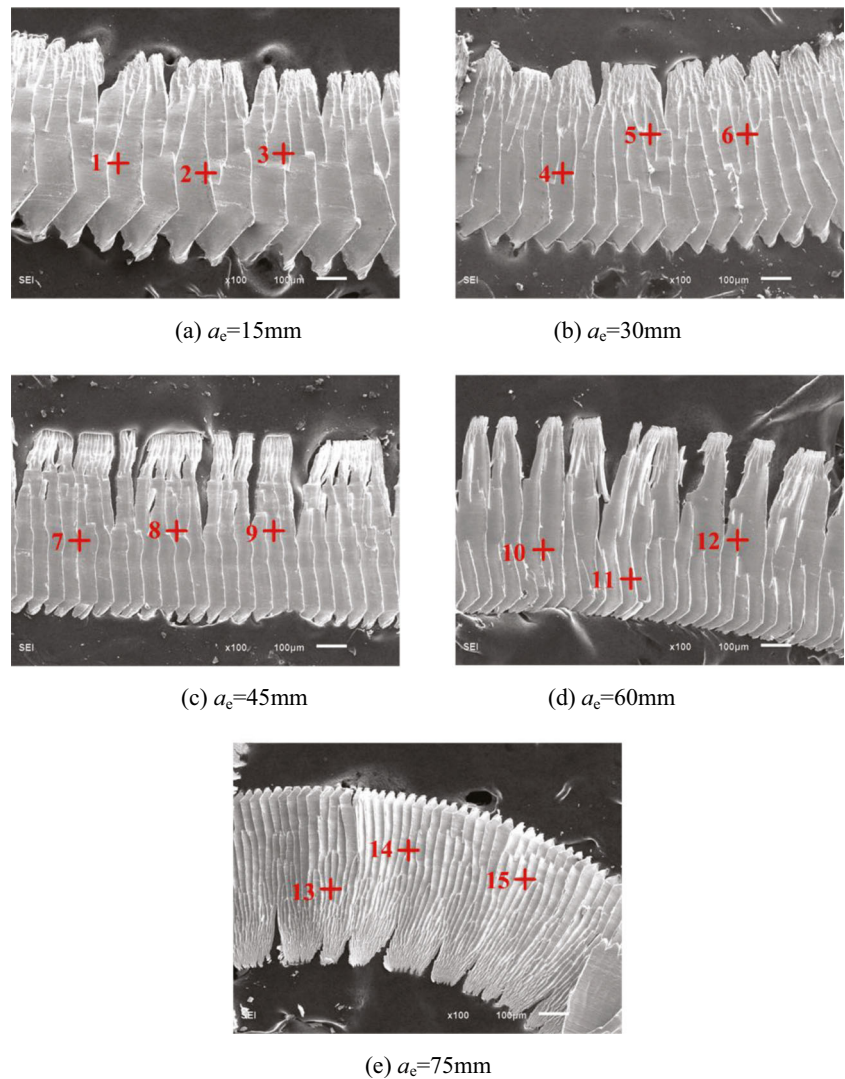 1 2 3
SEI x100 100μm
4 5 6
SEI x100 100μm
(a) aₑ=15mm
(b) aₑ=30mm
7 8 9
SEI x100 100μm
10 11 12
SEI x100 100μm
(c) aₑ=45mm
(d) aₑ=60mm
13 14 15
SEI x100 100μm
(e) aₑ=75mm